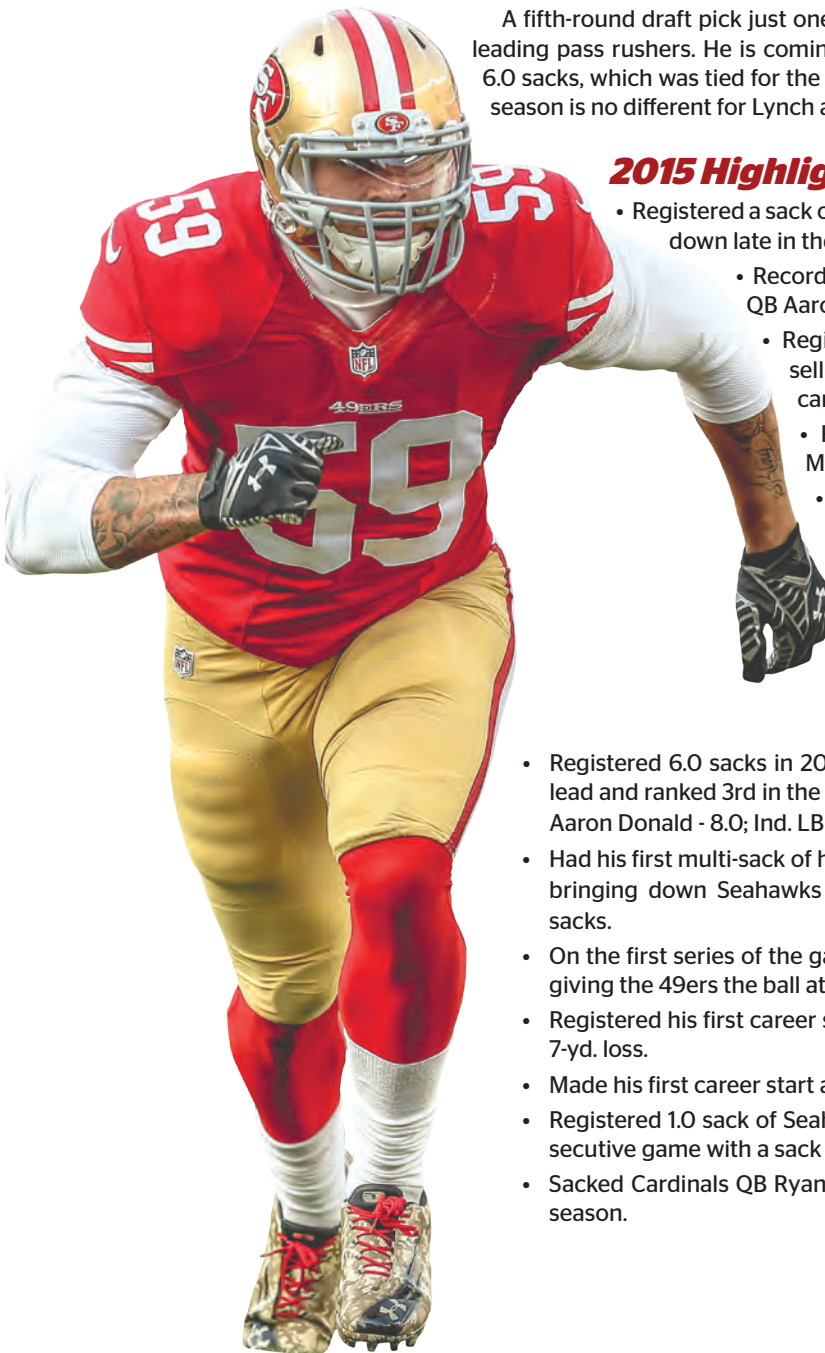 A fifth-round draft pick just one
leading pass rushers. He is comin
6.0 sacks, which was tied for the
season is no different for Lynch a
2015 Highlig
• Registered a sack o
down late in the
• Record
QB Aaro
• Regi
sell
car
•
M
•
59
59
SF
SF
NFL
49ERS
59
NFL
• Registered 6.0 sacks in 20
lead and ranked 3rd in the
Aaron Donald - 8.0; Ind. LB
• Had his first multi-sack of h
bringing down Seahawks
sacks.
• On the first series of the ga
giving the 49ers the ball at
• Registered his first career s
7-yd. loss.
• Made his first career start a
• Registered 1.0 sack of Seah
secutive game with a sack
• Sacked Cardinals QB Ryan
season.